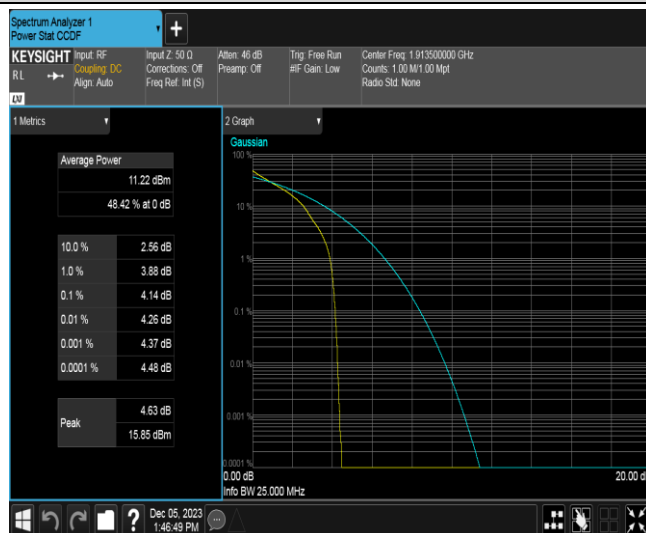 Spectrum Analyzer 1
Power Stat CCDF
KEYSIGHT
RL
LXI
Input: RF
Coupling: DC
Align: Auto
Input Z: 50 Ω
Corrections: Off
Freq Ref: Int (S)
Atten: 46 dB
Preamp: Off
Trig: Free Run
#IF Gain: Low
Center Freq: 1.913500000 GHz
Counts: 1.00 M/1.00 Mpt
Radio Std: None
1 Metrics
Average Power
11.22 dBm
48.42 % at 0 dB
10.0 % 2.56 dB
1.0 % 3.88 dB
0.1 % 4.14 dB
0.01 % 4.26 dB
0.001 % 4.37 dB
0.0001 % 4.48 dB
Peak
4.63 dB
15.85 dBm
2 Graph
Gaussian
100 %
10 %
1 %
0.1 %
0.01 %
0.001 %
0.0001 %
0.00 dB
20.00 d
Info BW 25.000 MHz
?
Dec 05, 2023
1:46:49 PM